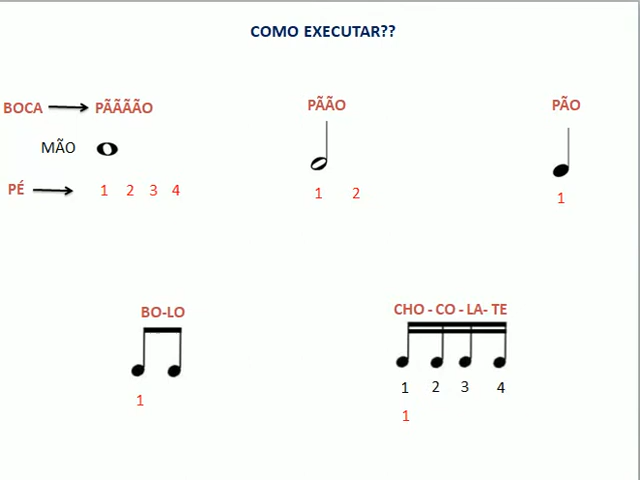 COMO EXECUTAR??
BOCA PÃÃÃÃO PÃÃO PÃO
MÃO
PÉ 1 2 3 4 1 2 1
BO-LO CHO - CO - LA- TE
1 2 3 4
1 1